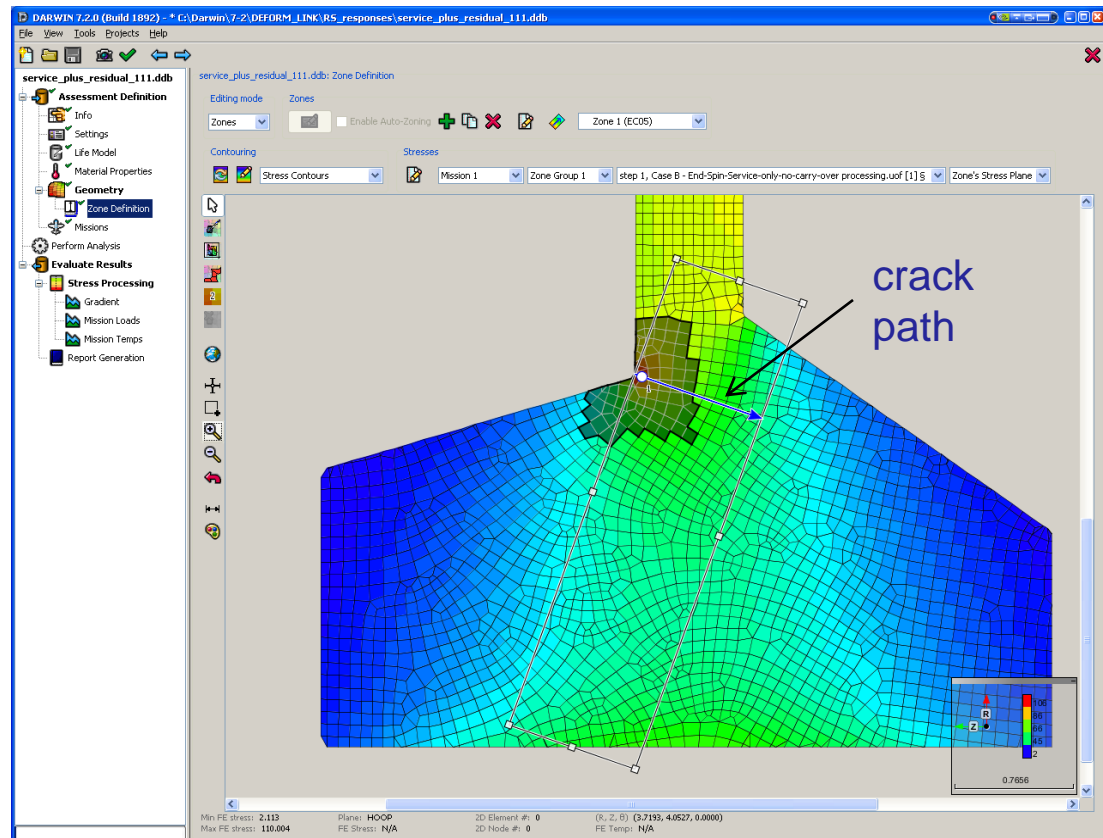 DARWIN 7.2.0 (Build 1892) - * C:\Darwin\7-2\DEFORM_LINK\RS_responses\service_plus_residual_111.ddb
File View Tools Projects Help
service_plus_residual_111.ddb
Assessment Definition
Info
Settings
Life Model
Material Properties
Geometry
Zone Definition
Missions
Perform Analysis
Evaluate Results
Stress Processing
Gradient
Mission Loads
Mission Temps
Report Generation
service_plus_residual_111.ddb: Zone Definition
Editing mode Zones
Zones Enable Auto-Zoning Zone 1 (EC05)
Contouring Stresses
Stress Contours Mission 1 Zone Group 1 step 1, Case B - End-Spin-Service-only-no-carry-over processing.uof [1] § Zone's Stress Plane
crack
path
1
R
Z
2
0.7656
Min FE stress: 2.113 Plane: HOOP 2D Element #: 0 (R, Z, θ) (3.7193, 4.0527, 0.0000)
Max FE stress: 110.004 FE Stress: N/A 2D Node #: 0 FE Temp: N/A